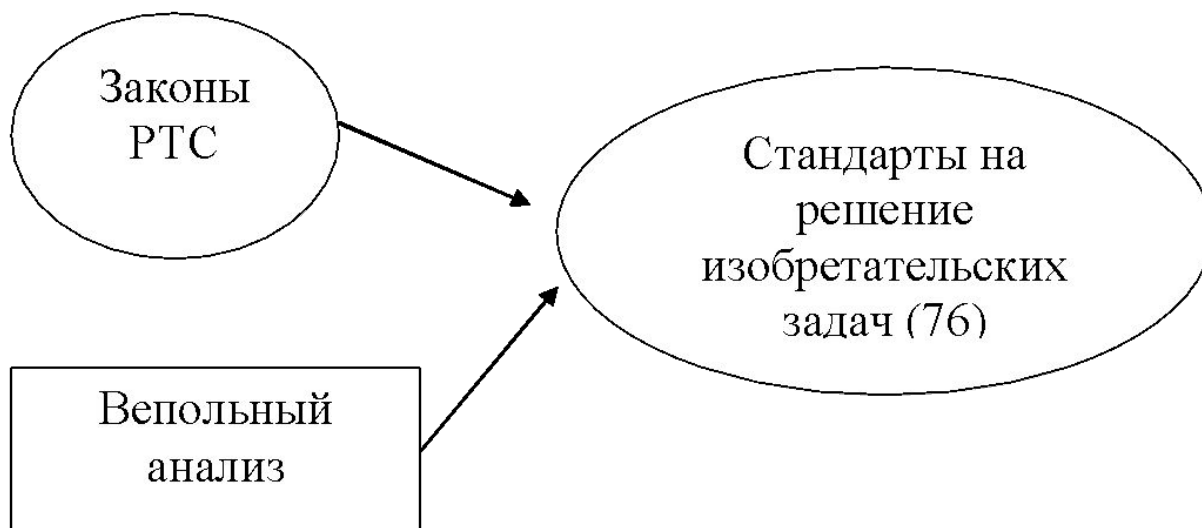 Законы
РТС
Стандарты на
решение
изобретательских
задач (76)
Вепольный
анализ